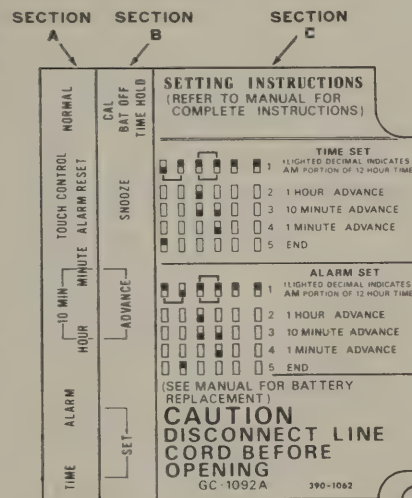 SECTION A
SECTION B
SECTION C
NORMAL
TOUCH CONTROL
ALARM RESET
MINUTE
10 MIN
HOUR
ALARM
TIME
CAL
BAT OFF
TIME HOLD
SNOOZE
ADVANCE
SET
SETTING INSTRUCTIONS
(REFER TO MANUAL FOR
COMPLETE INSTRUCTIONS)
TIME SET
1 (LIGHTED DECIMAL INDICATES
AM PORTION OF 12 HOUR TIME
2 1 HOUR ADVANCE
3 10 MINUTE ADVANCE
4 1 MINUTE ADVANCE
5 END
ALARM SET
1 (LIGHTED DECIMAL INDICATES
AM PORTION OF 12 HOUR TIME
2 1 HOUR ADVANCE
3 10 MINUTE ADVANCE
4 1 MINUTE ADVANCE
5 END
(SEE MANUAL FOR BATTERY
REPLACEMENT)
CAUTION
DISCONNECT LINE
CORD BEFORE
OPENING
GC-1092A 390-1062